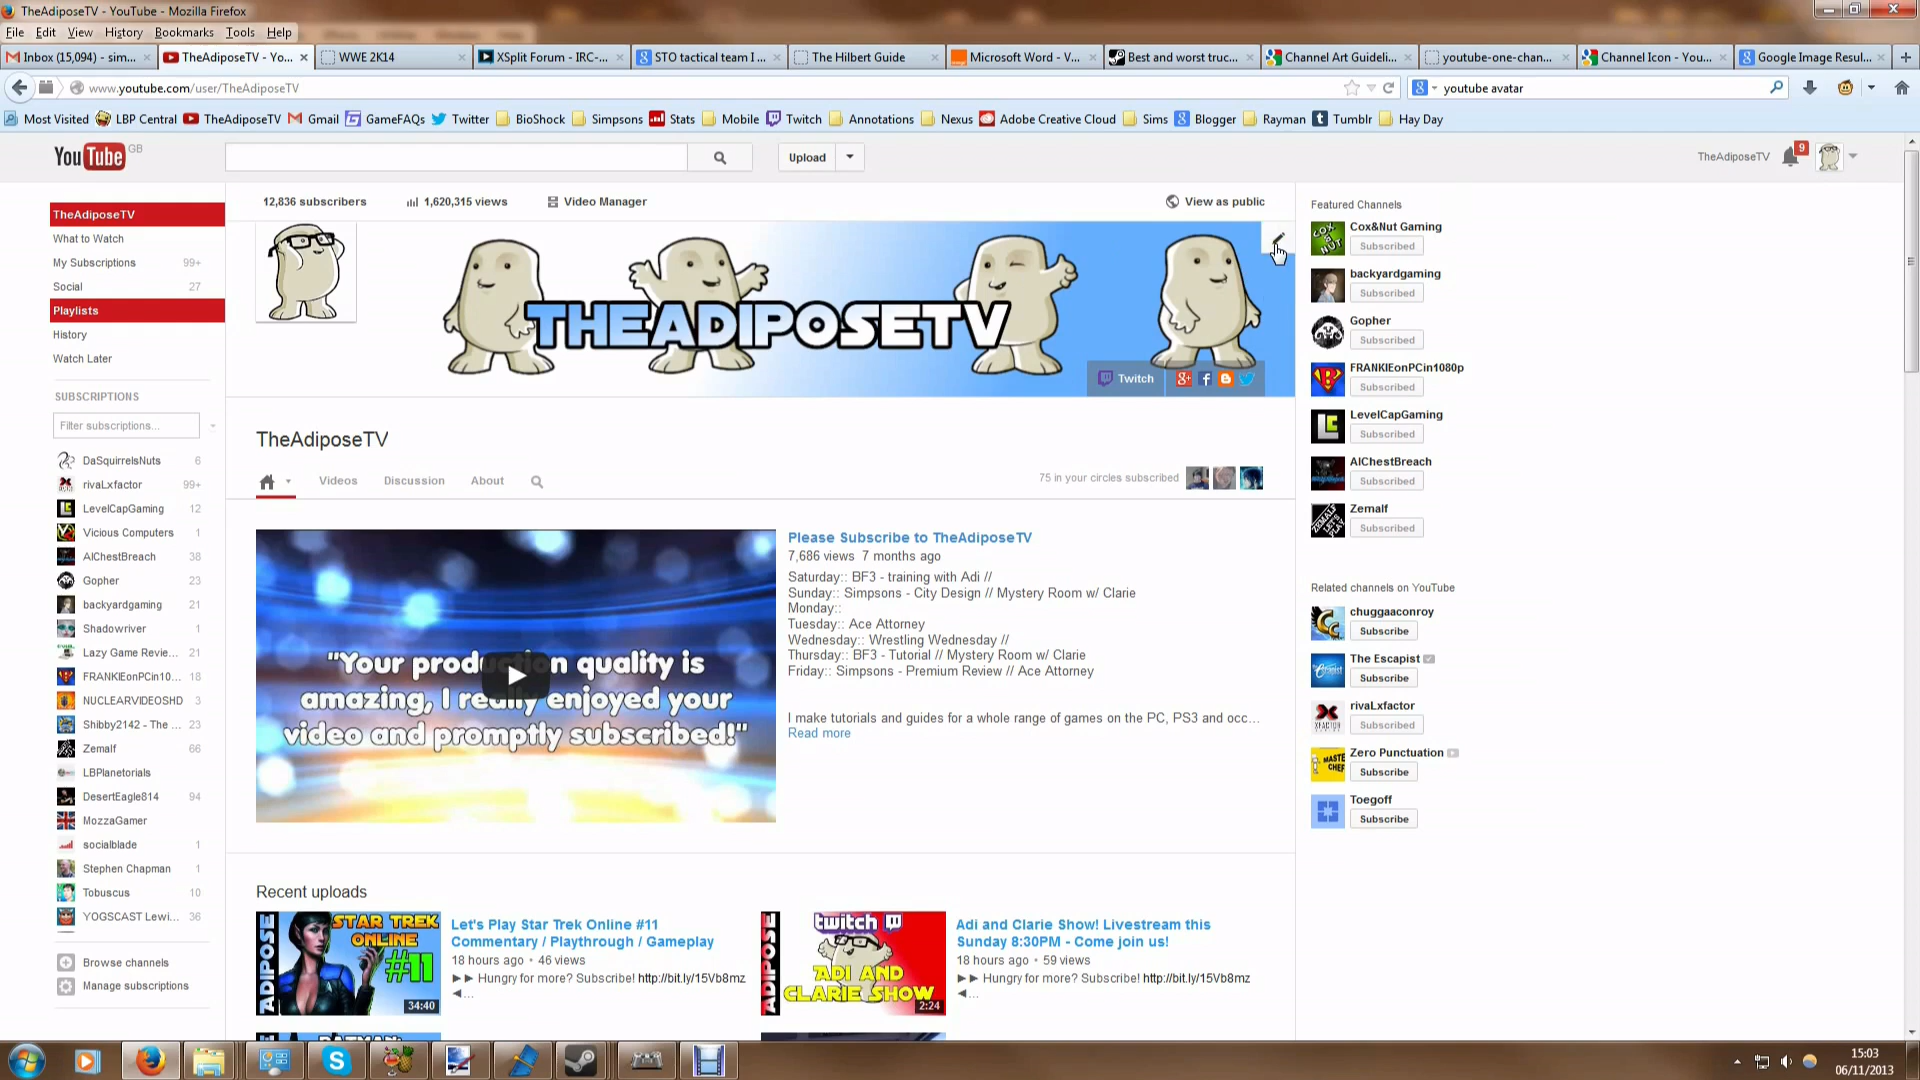 TheAdiposeTV - YouTube - Mozilla Firefox
File Edit View History Bookmarks Tools Help
Inbox (15,094) - sim...
TheAdiposeTV - Yo...
WWE 2K14
XSplit Forum - IRC-...
STO tactical team I ...
The Hilbert Guide
Microsoft Word - V...
Best and worst truc...
Channel Art Guideli...
youtube-one-chan...
Channel Icon - You...
Google Image Resul...
www.youtube.com/user/TheAdiposeTV
youtube avatar
Most Visited LBP Central TheAdiposeTV Gmail GameFAQs Twitter BioShock Simpsons Stats Mobile Twitch Annotations Nexus Adobe Creative Cloud Sims Blogger Rayman Tumblr Hay Day
YouTube GB
Upload
TheAdiposeTV
9
TheAdiposeTV
What to Watch
My Subscriptions 99+
Social 27
Playlists
History
Watch Later
SUBSCRIPTIONS
Filter subscriptions...
DaSquirrelsNuts 6
rivaLxfactor 99+
LevelCapGaming 12
Vicious Computers 1
AlChestBreach 38
Gopher 23
backyardgaming 21
Shadowriver 1
Lazy Game Revie... 21
FRANKIEonPCin10... 18
NUCLEARVIDEOSHD 3
Shibby2142 - The ... 23
Zemalf 66
LBPlanetorials
DesertEagle814 94
MozzaGamer
socialblade 1
Stephen Chapman 1
Tobuscus 10
YOGSCAST Lewi... 36
Browse channels
Manage subscriptions
12,836 subscribers
1,620,315 views
Video Manager
View as public
THEADIPOSETV
Twitch
TheAdiposeTV
Videos
Discussion
About
75 in your circles subscribed
"Your production quality is
amazing, I really enjoyed your
video and promptly subscribed!"
Please Subscribe to TheAdiposeTV
7,686 views 7 months ago
Saturday:: BF3 - training with Adi //
Sunday:: Simpsons - City Design // Mystery Room w/ Clarie
Monday::
Tuesday:: Ace Attorney
Wednesday:: Wrestling Wednesday //
Thursday:: BF3 - Tutorial // Mystery Room w/ Clarie
Friday:: Simpsons - Premium Review // Ace Attorney
I make tutorials and guides for a whole range of games on the PC, PS3 and occ...
Read more
Recent uploads
ADIPOSE
STAR TREK
ONLINE
#11
34:40
Let's Play Star Trek Online #11
Commentary / Playthrough / Gameplay
18 hours ago • 46 views
►► Hungry for more? Subscribe! http://bit.ly/15Vb8mz
◄...
ADIPOSE
twitch
ADI AND
CLARIE SHOW
2:24
Adi and Clarie Show! Livestream this
Sunday 8:30PM - Come join us!
18 hours ago • 59 views
►► Hungry for more? Subscribe! http://bit.ly/15Vb8mz
◄...
Featured Channels
Cox&Nut Gaming
Subscribed
backyardgaming
Subscribed
Gopher
Subscribed
FRANKIEonPCin1080p
Subscribed
LevelCapGaming
Subscribed
AlChestBreach
Subscribed
Zemalf
Subscribed
Related channels on YouTube
chuggaaconroy
Subscribe
The Escapist
Subscribe
rivaLxfactor
Subscribed
Zero Punctuation
Subscribe
Toegoff
Subscribe
15:03
06/11/2013